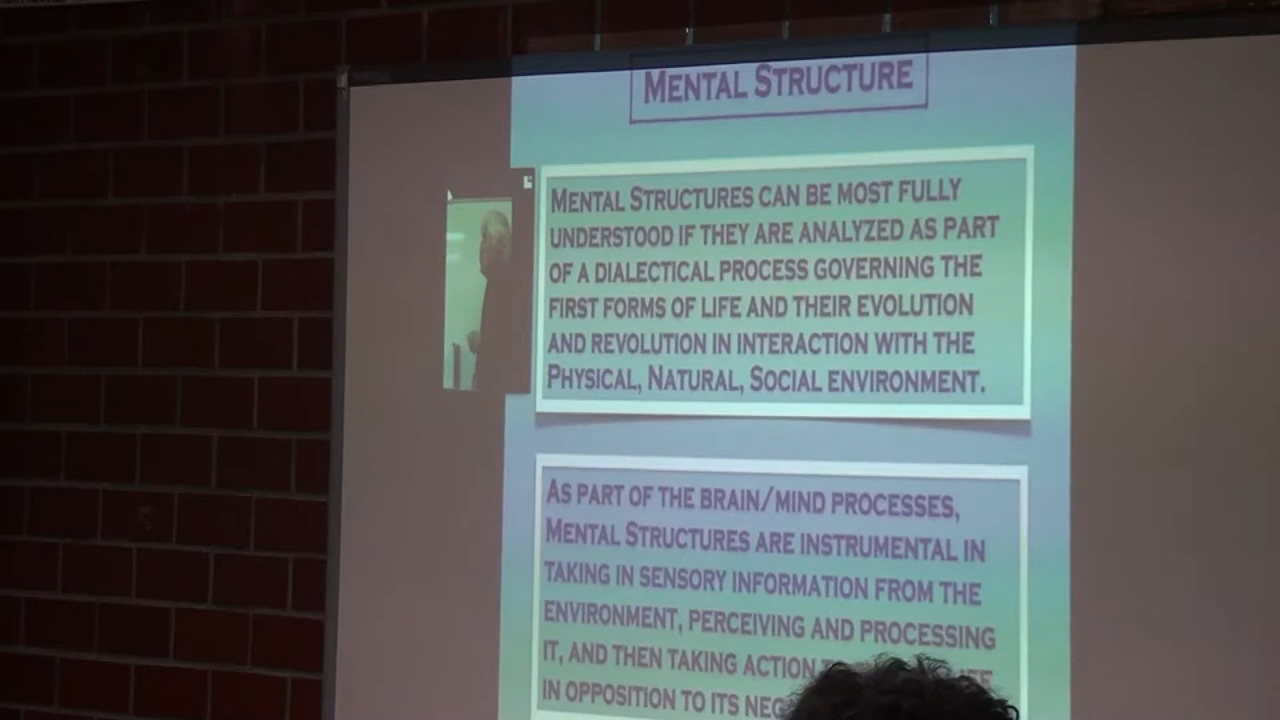 MENTAL STRUCTURE
MENTAL STRUCTURES CAN BE MOST FULLY
UNDERSTOOD IF THEY ARE ANALYZED AS PART
OF A DIALECTICAL PROCESS GOVERNING THE
FIRST FORMS OF LIFE AND THEIR EVOLUTION
AND REVOLUTION IN INTERACTION WITH THE
PHYSICAL, NATURAL, SOCIAL ENVIRONMENT.
AS PART OF THE BRAIN/MIND PROCESSES,
MENTAL STRUCTURES ARE INSTRUMENTAL IN
TAKING IN SENSORY INFORMATION FROM THE
ENVIRONMENT, PERCEIVING AND PROCESSING
IT, AND THEN TAKING ACTION
IN OPPOSITION TO ITS